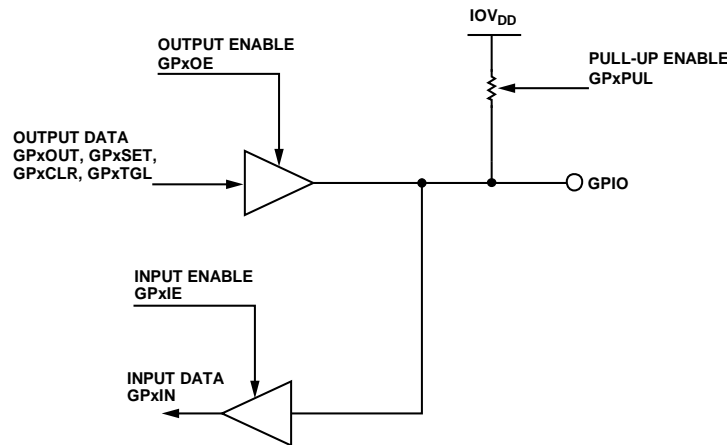 IOVDD
OUTPUT ENABLE
GPxOE
PULL-UP ENABLE
GPxPUL
OUTPUT DATA
GPxOUT, GPxSET,
GPxCLR, GPxTGL
GPIO
INPUT ENABLE
GPxIE
INPUT DATA
GPxIN